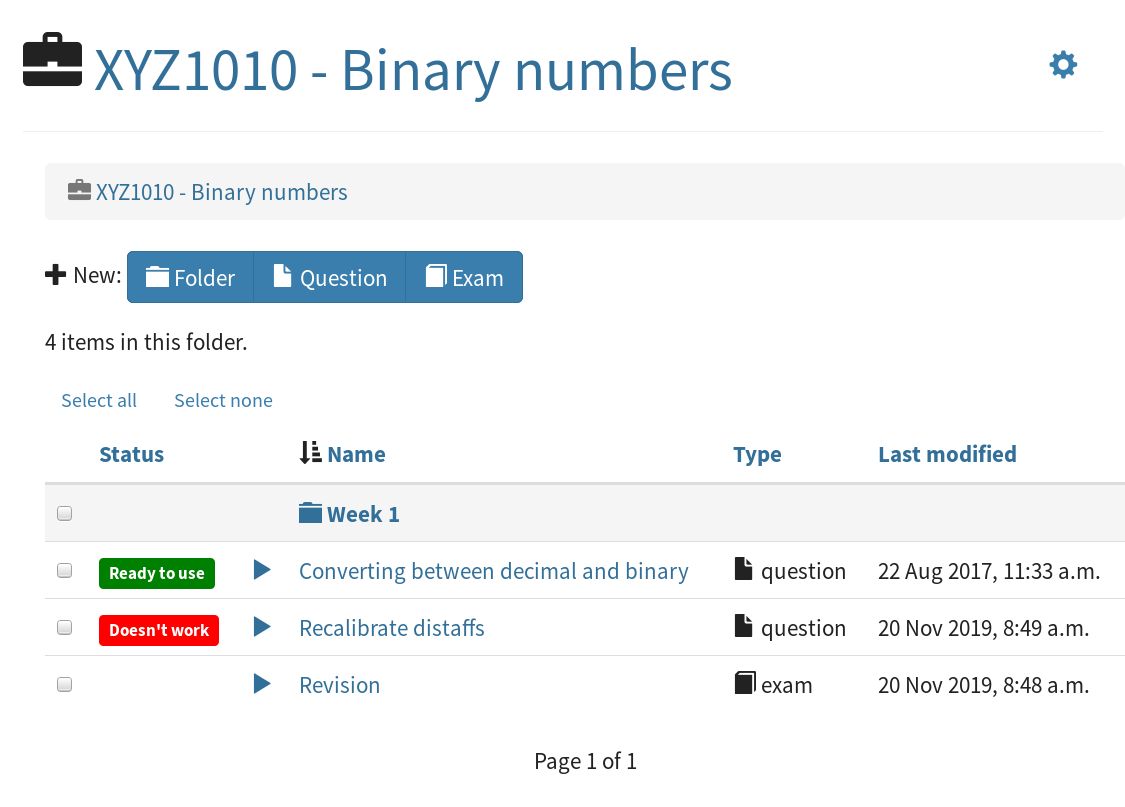 XYZ1010 - Binary numbers
XYZ1010 - Binary numbers
New: Folder Question Exam
4 items in this folder.
Select all Select none
Status Name Type Last modified
Week 1
Ready to use Converting between decimal and binary question 22 Aug 2017, 11:33 a.m.
Doesn't work Recalibrate distaffs question 20 Nov 2019, 8:49 a.m.
Revision exam 20 Nov 2019, 8:48 a.m.
Page 1 of 1